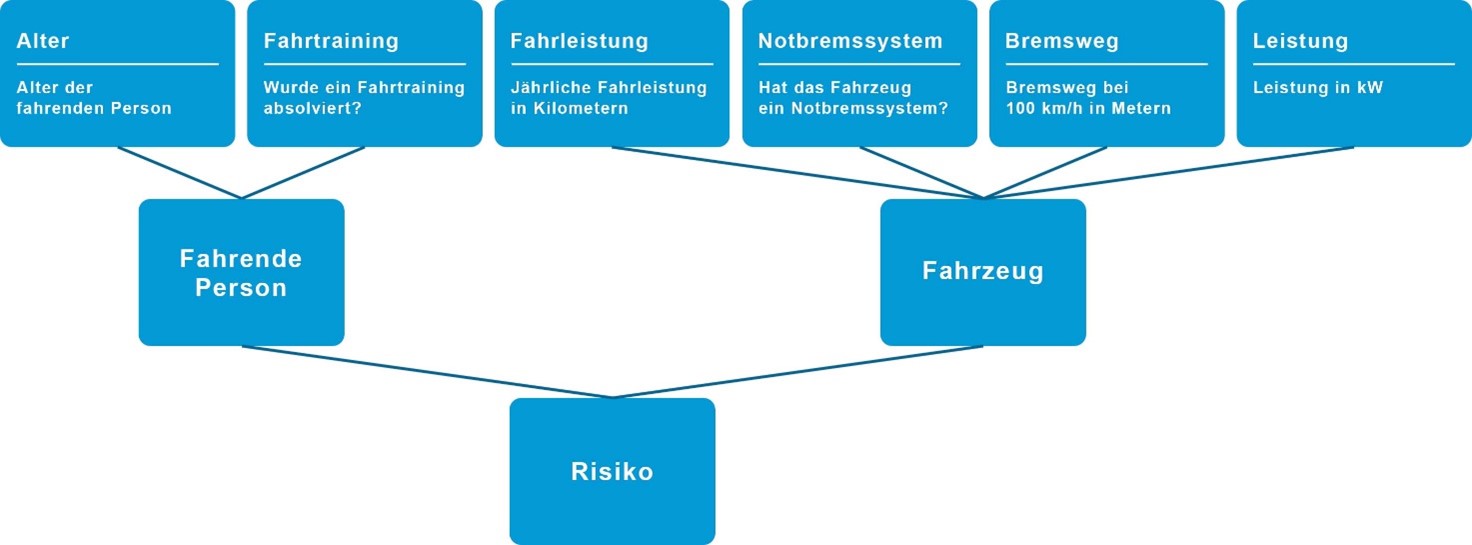 Alter
Alter der
fahrenden Person
Fahrtraining
Wurde ein Fahrtraining
absolviert?
Fahrleistung
Jährliche Fahrleistung
in Kilometern
Notbremssystem
Hat das Fahrzeug
ein Notbremssystem?
Bremsweg
Bremsweg bei
100 km/h in Metern
Leistung
Leistung in kW
Fahrende
Person
Fahrzeug
Risiko